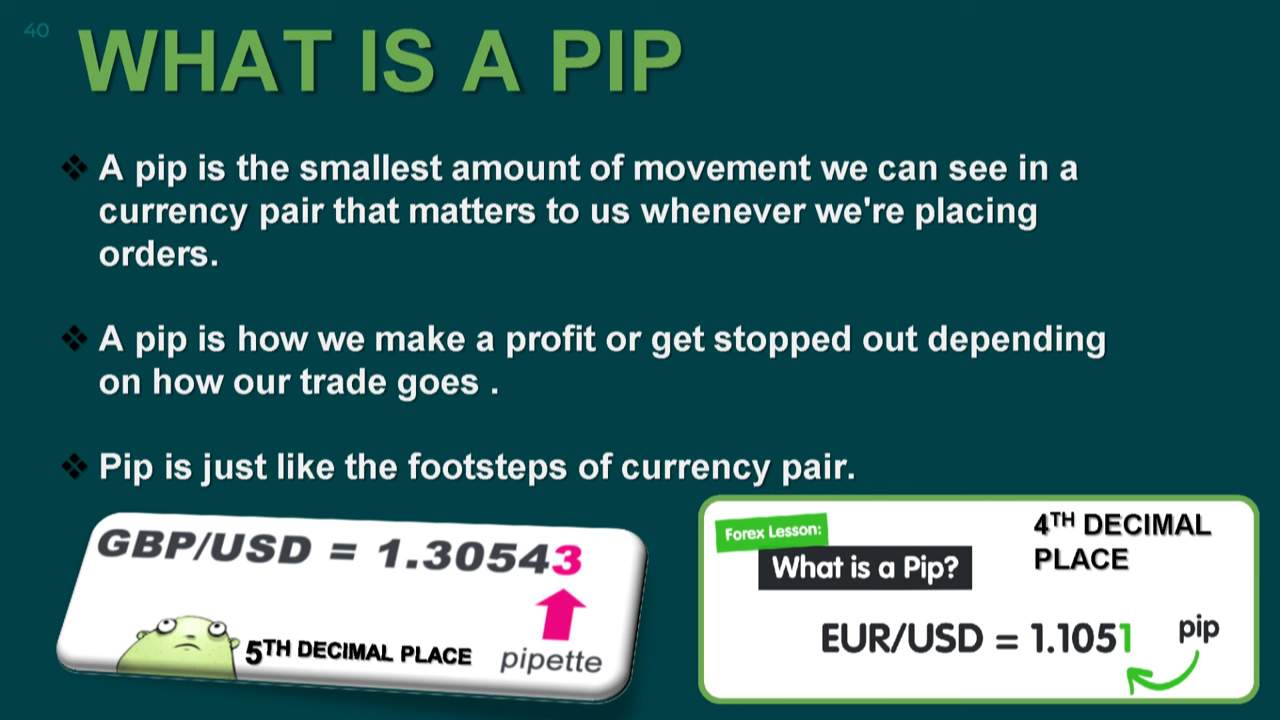 40
WHAT IS A PIP
A pip is the smallest amount of movement we can see in a
currency pair that matters to us whenever we're placing
orders.
A pip is how we make a profit or get stopped out depending
on how our trade goes .
Pip is just like the footsteps of currency pair.
GBP/USD = 1.30543
5TH DECIMAL PLACE
pipette
Forex Lesson:
What is a Pip?
4TH DECIMAL
PLACE
EUR/USD = 1.1051
pip